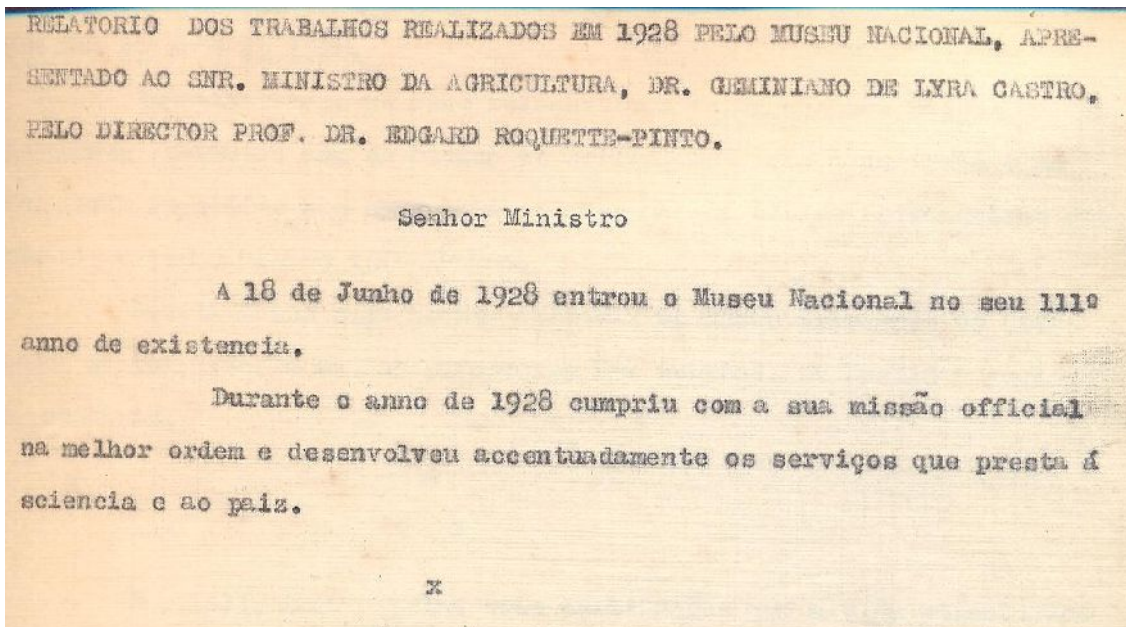 RELATORIO DOS TRABALHOS REALIZADOS EM 1928 PELO MUSEU NACIONAL, APRE-
SENTADO AO SNR. MINISTRO DA AGRICULTURA, DR. GEMINIANO DE LYRA CASTRO,
PELO DIRECTOR PROF. DR. EDGARD ROQUETTE-PINTO.
Senhor Ministro
A 18 de Junho de 1928 entrou o Museu Nacional no seu 111º
anno de existencia.
Durante o anno de 1928 cumpriu com a sua missão official
na melhor ordem e desenvolveu accentuadamente os serviços que presta á
sciencia e ao paiz.
x